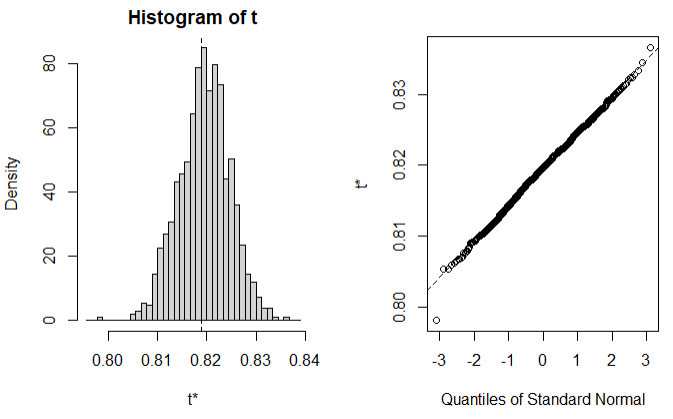 Histogram of t
Density
0 20 40 60 80
0.80 0.81 0.82 0.83 0.84
t*
t*
0.80 0.81 0.82 0.83
-3 -2 -1 0 1 2 3
Quantiles of Standard Normal